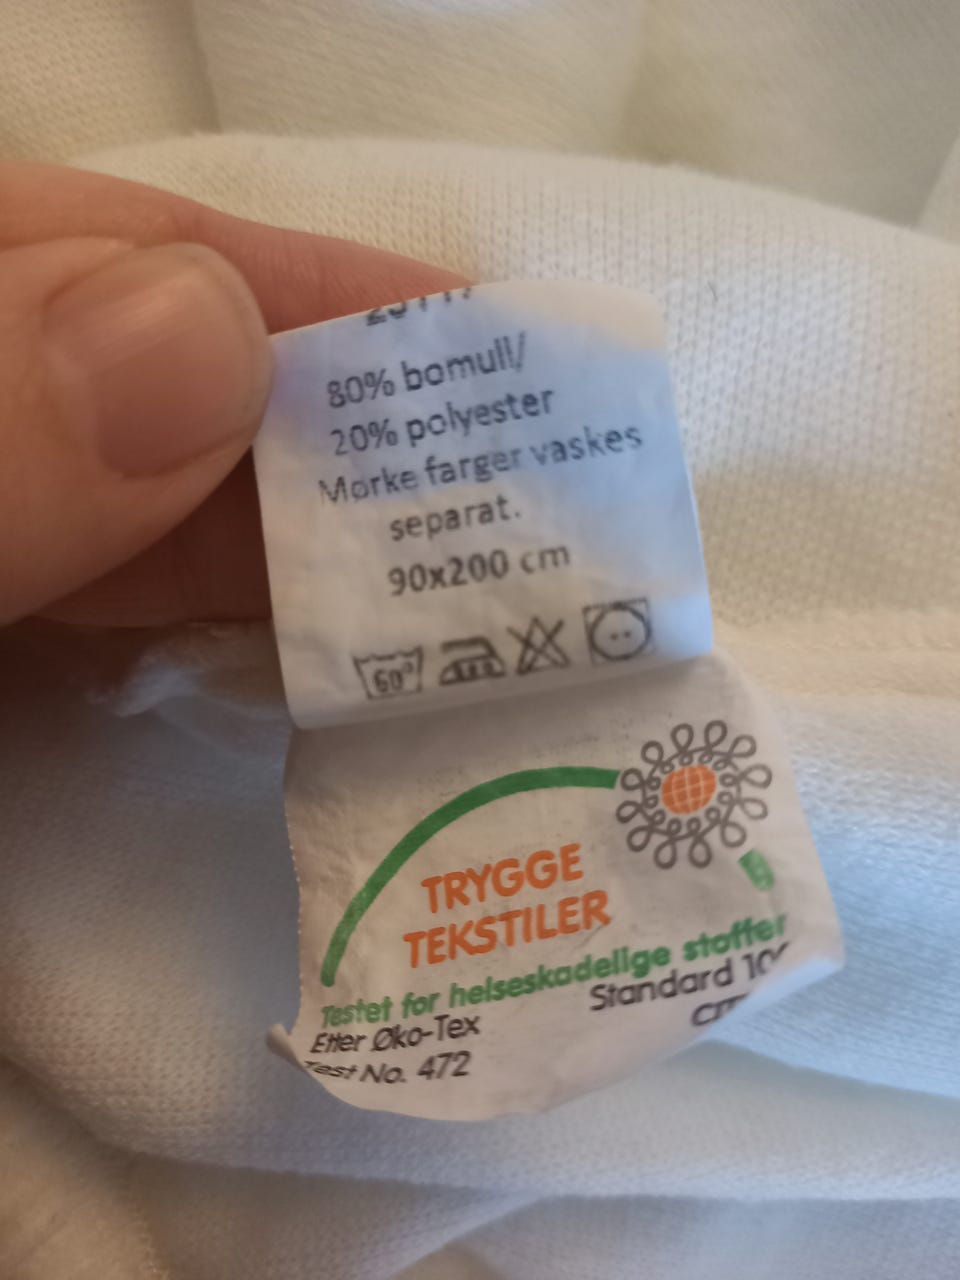 80% bomull/
20% polyester
Mørke farger vaskes
separat.
90x200 cm
60°
TRYGGE
TEKSTILER
Testet for helseskadelige stoffer
Etter Øko-Tex Standard
Test No. 472